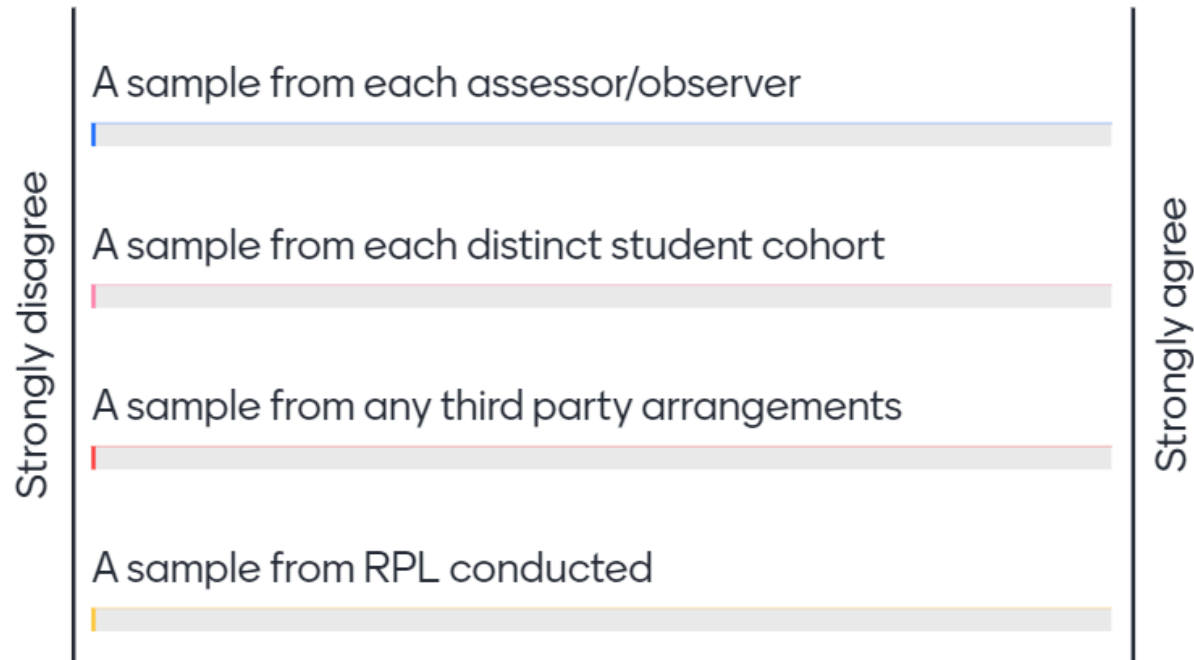 Strongly disagree
A sample from each assessor/observer
A sample from each distinct student cohort
A sample from any third party arrangements
A sample from RPL conducted
Strongly agree